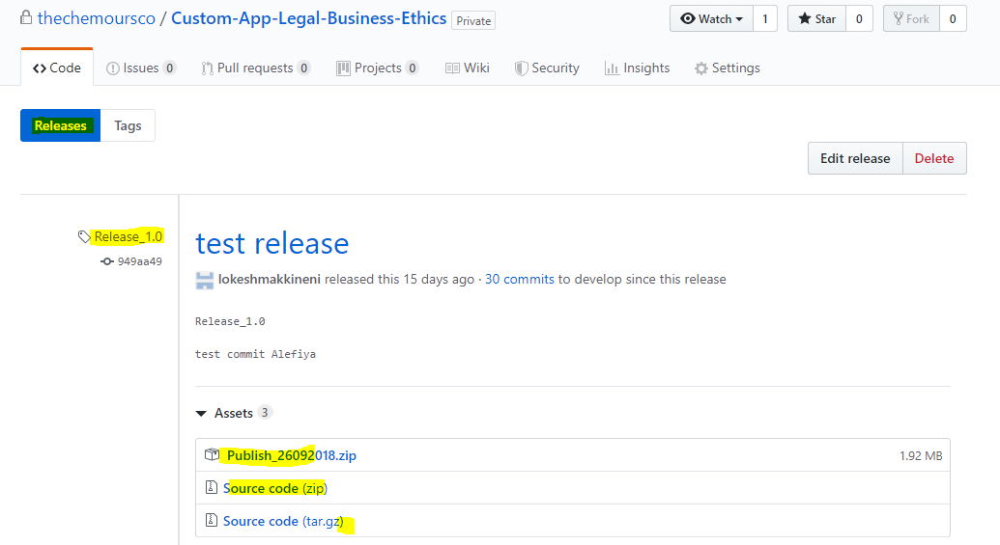 thechemoursco / Custom-App-Legal-Business-Ethics Private
Watch 1 Star 0 Fork 0
Code Issues 0 Pull requests 0 Projects 0 Wiki Security Insights Settings
Releases Tags
Edit release Delete
Release_1.0
949aa49
test release
lokeshmakkineni released this 15 days ago · 30 commits to develop since this release
Release_1.0
test commit Alefiya
Assets 3
Publish_26092018.zip 1.92 MB
Source code (zip)
Source code (tar.gz)